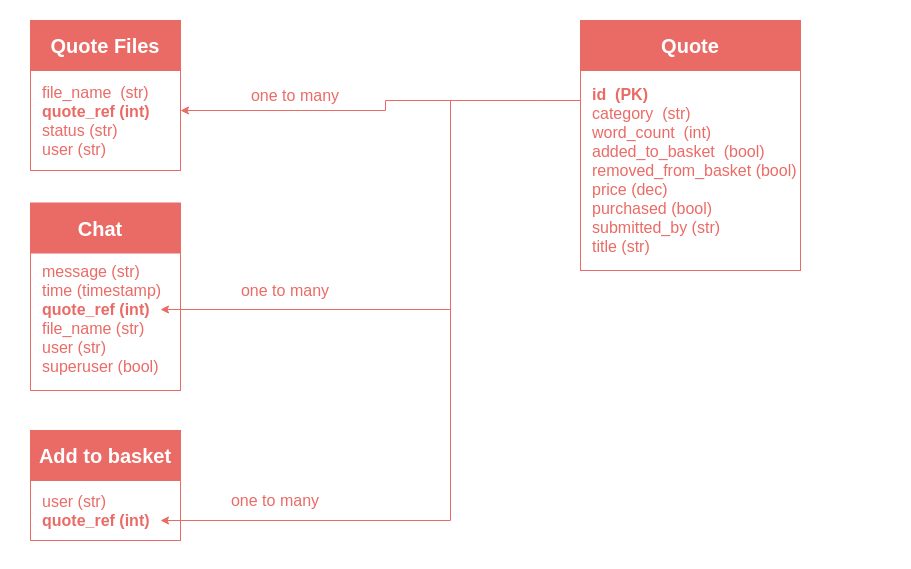 Quote Files
file_name  (str)
quote_ref (int)
status (str)
user (str)
one to many
Quote
id  (PK)
category  (str)
word_count  (int)
added_to_basket  (bool)
removed_from_basket (bool)
price (dec)
purchased (bool)
submitted_by (str)
title (str)
Chat
message (str)
time (timestamp)
quote_ref (int)
file_name (str)
user (str)
superuser (bool)
one to many
Add to basket
user (str)
quote_ref (int)
one to many